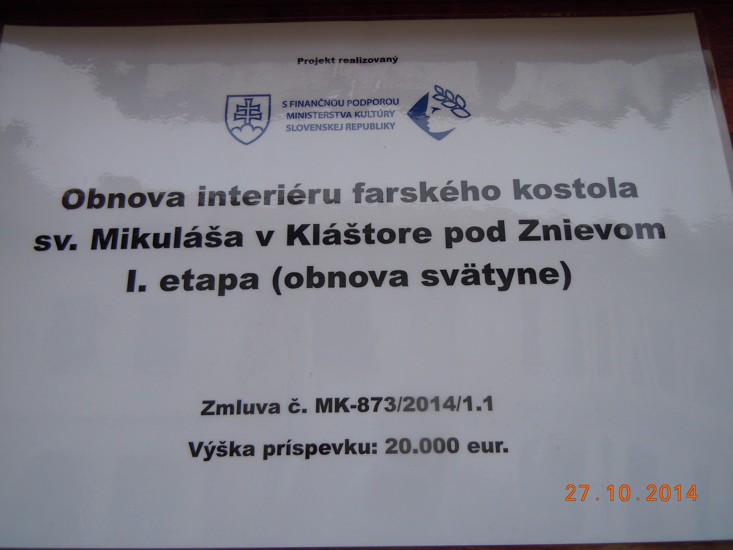 Projekt realizovaný
S FINANČNOU PODPOROU
MINISTERSTVA KULTÚRY
SLOVENSKEJ REPUBLIKY
Obnova interiéru farského kostola
sv. Mikuláša v Kláštore pod Znievom
I. etapa (obnova svätyne)
Zmluva č. MK-873/2014/1.1
Výška príspevku: 20.000 eur.
27.10.2014